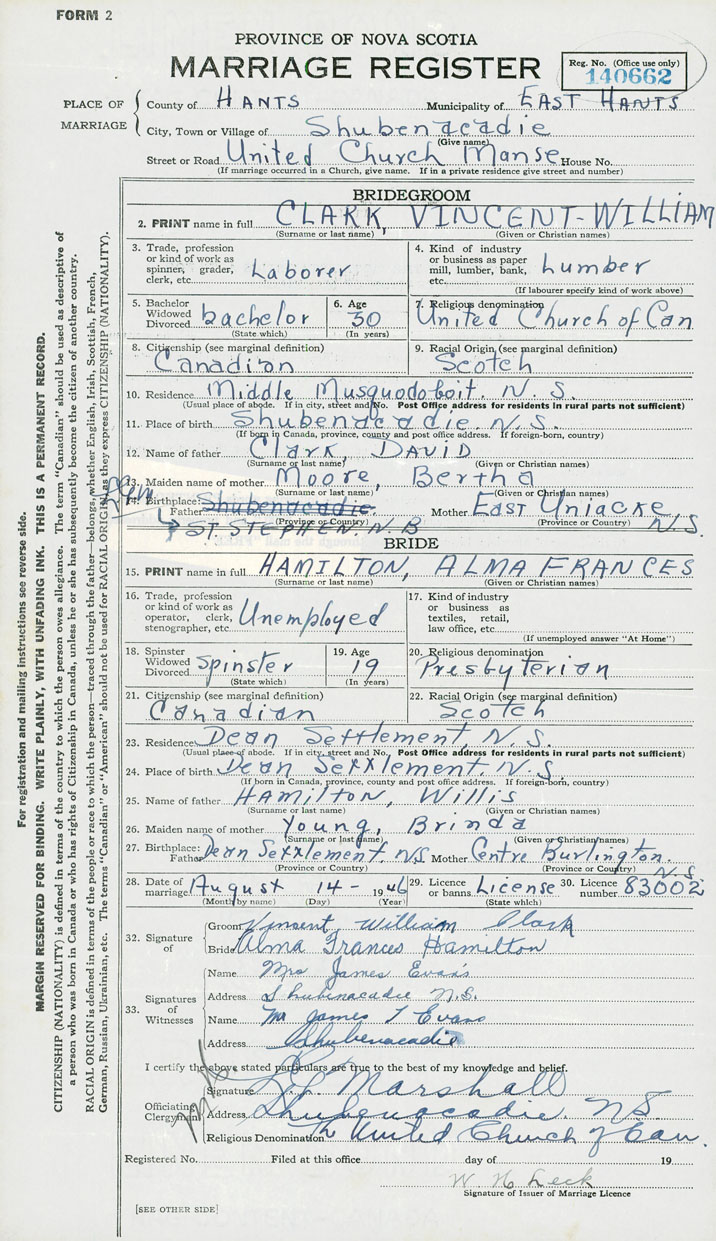 FORM 2
PROVINCE OF NOVA SCOTIA
MARRIAGE REGISTER
Reg. No. (Office use only)
140662
PLACE OF MARRIAGE
County of HANTS Municipality of EAST HANTS
City, Town or Village of Shubenacadie
(Give name)
Street or Road United Church Manse House No.
(If marriage occurred in a Church, give name. If in a private residence give street and number)
BRIDEGROOM
2. PRINT name in full CLARK, VINCENT-WILLIAM
(Surname or last name) (Given or Christian names)
3. Trade, profession or kind of work as spinner, grader, clerk, etc. Laborer
4. Kind of industry or business as paper mill, lumber, bank, etc. Lumber
(If labourer specify kind of work above)
5. Bachelor Widowed Divorced bachelor (State which)
6. Age 30 (In years)
7. Religious denomination United Church of Can
8. Citizenship (see marginal definition) Canadian
9. Racial Origin (see marginal definition) Scotch
10. Residence Middle Musquodoboit. N. S.
(Usual place of abode. If in city, street and No. Post Office address for residents in rural parts not sufficient)
11. Place of birth Shubenacadie. N. S.
(If born in Canada, province, county and post office address. If foreign-born, country)
12. Name of father Clark, DAVID
(Surname or last name) (Given or Christian names)
13. Maiden name of mother Moore, Bertha
(Surname or last name) (Given or Christian names)
14. Birthplace: Father Shubenacadie. Mother East Uniacke N.S.
(Province or Country) (Province or Country)
ST. STEPHEN. N. B
BRIDE
15. PRINT name in full HAMILTON, ALMA FRANCES
(Surname or last name) (Given or Christian names)
16. Trade, profession or kind of work as operator, clerk, stenographer, etc. Unemployed
17. Kind of industry or business as textiles, retail, law office, etc.
(If unemployed answer "At Home")
18. Spinster Widowed Divorced Spinster (State which)
19. Age 19 (In years)
20. Religious denomination Presbyterian
21. Citizenship (see marginal definition) Canadian
22. Racial Origin (see marginal definition) Scotch
23. Residence Dean Settlement, N. S.
(Usual place of abode. If in city, street and No., Post Office address for residents in rural parts not sufficient)
24. Place of birth Dean Settlement. N. S
(If born in Canada, province, county and post office address. If foreign-born, country)
25. Name of father HAMILTON, Willis
(Surname or last name) (Given or Christian names)
26. Maiden name of mother Young, Brinda
(Surname or last name) (Given or Christian names)
27. Birthplace: Father Dean Settlement. N.S Mother Centre Burlington. N.S
(Province or Country) (Province or Country)
28. Date of marriage August 14 - 1946
(Month by name) (Day) (Year)
29. Licence or banns License (State which)
30. Licence number 83002
32. Signature of
Groom Vinsent William Clark
Bride Alma Frances Hamilton
33. Signatures of Witnesses
Name Mrs James Evans
Address Shubenacadie N.S.
Name Mr James T Evans
Address Shubenacadie
I certify the above stated particulars are true to the best of my knowledge and belief.
Officiating Clergyman
Signature Marshall
Address Shubenacadie. N.S.
Religious Denomination The United Church of Can.
Registered No. Filed at this office day of 19
W. H. Leck
Signature of Issuer of Marriage Licence
[SEE OTHER SIDE]
For registration and mailing instructions see reverse side.
MARGIN RESERVED FOR BINDING. WRITE PLAINLY, WITH UNFADING INK. THIS IS A PERMANENT RECORD.
CITIZENSHIP (NATIONALITY) is defined in terms of the country to which the person owes allegiance. The term "Canadian" should be used as descriptive of
a person who was born in Canada or who has rights of Citizenship in Canada, unless he or she has subsequently become the citizen of another country.
RACIAL ORIGIN is defined in terms of the people or race to which the person—traced through the father—belongs, whether English, Irish, Scottish, French,
German, Russian, Ukrainian, etc. The terms "Canadian" or "American" should not be used for RACIAL ORIGIN, as they express CITIZENSHIP (NATIONALITY).